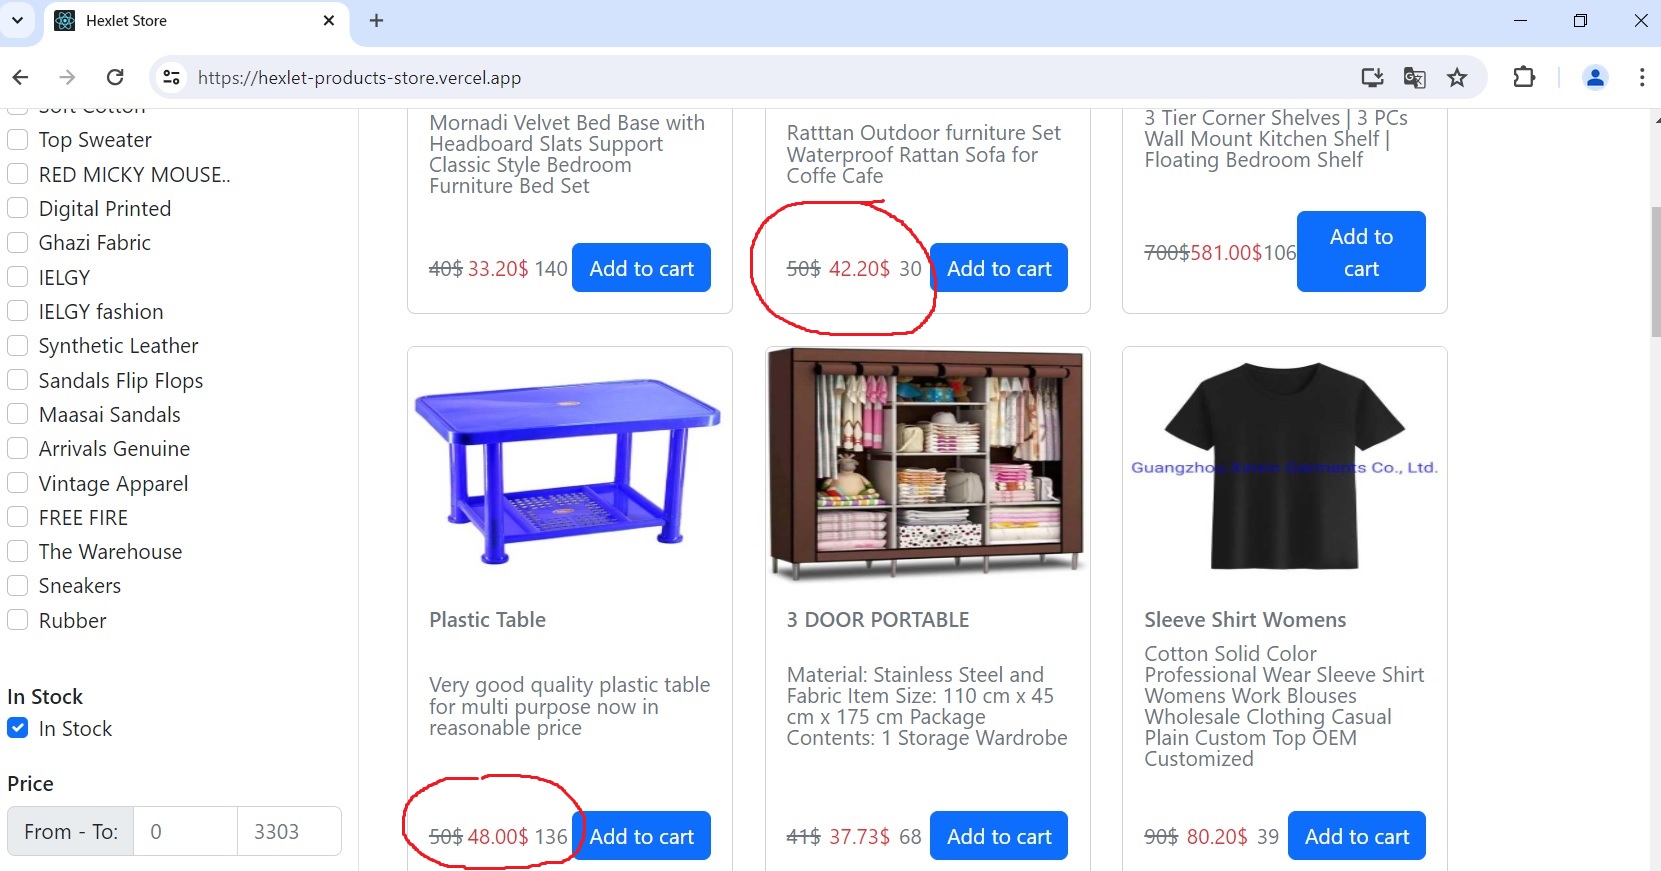 Hexlet Store
https://hexlet-products-store.vercel.app
Soft Cotton
Top Sweater
RED MICKY MOUSE..
Digital Printed
Ghazi Fabric
IELGY
IELGY fashion
Synthetic Leather
Sandals Flip Flops
Maasai Sandals
Arrivals Genuine
Vintage Apparel
FREE FIRE
The Warehouse
Sneakers
Rubber
In Stock
In Stock
Price
From - To:
0
3303
Mornadi Velvet Bed Base with
Headboard Slats Support
Classic Style Bedroom
Furniture Bed Set
40$ 33.20$ 140
Add to cart
Ratttan Outdoor furniture Set
Waterproof Rattan Sofa for
Coffe Cafe
50$ 42.20$ 30
Add to cart
3 Tier Corner Shelves | 3 PCs
Wall Mount Kitchen Shelf |
Floating Bedroom Shelf
700$581.00$106
Add to
cart
Plastic Table
Very good quality plastic table
for multi purpose now in
reasonable price
50$ 48.00$ 136
Add to cart
3 DOOR PORTABLE
Material: Stainless Steel and
Fabric Item Size: 110 cm x 45
cm x 175 cm Package
Contents: 1 Storage Wardrobe
41$ 37.73$ 68
Add to cart
Guangzhou Garments Co., Ltd.
Sleeve Shirt Womens
Cotton Solid Color
Professional Wear Sleeve Shirt
Womens Work Blouses
Wholesale Clothing Casual
Plain Custom Top OEM
Customized
90$ 80.20$ 39
Add to cart